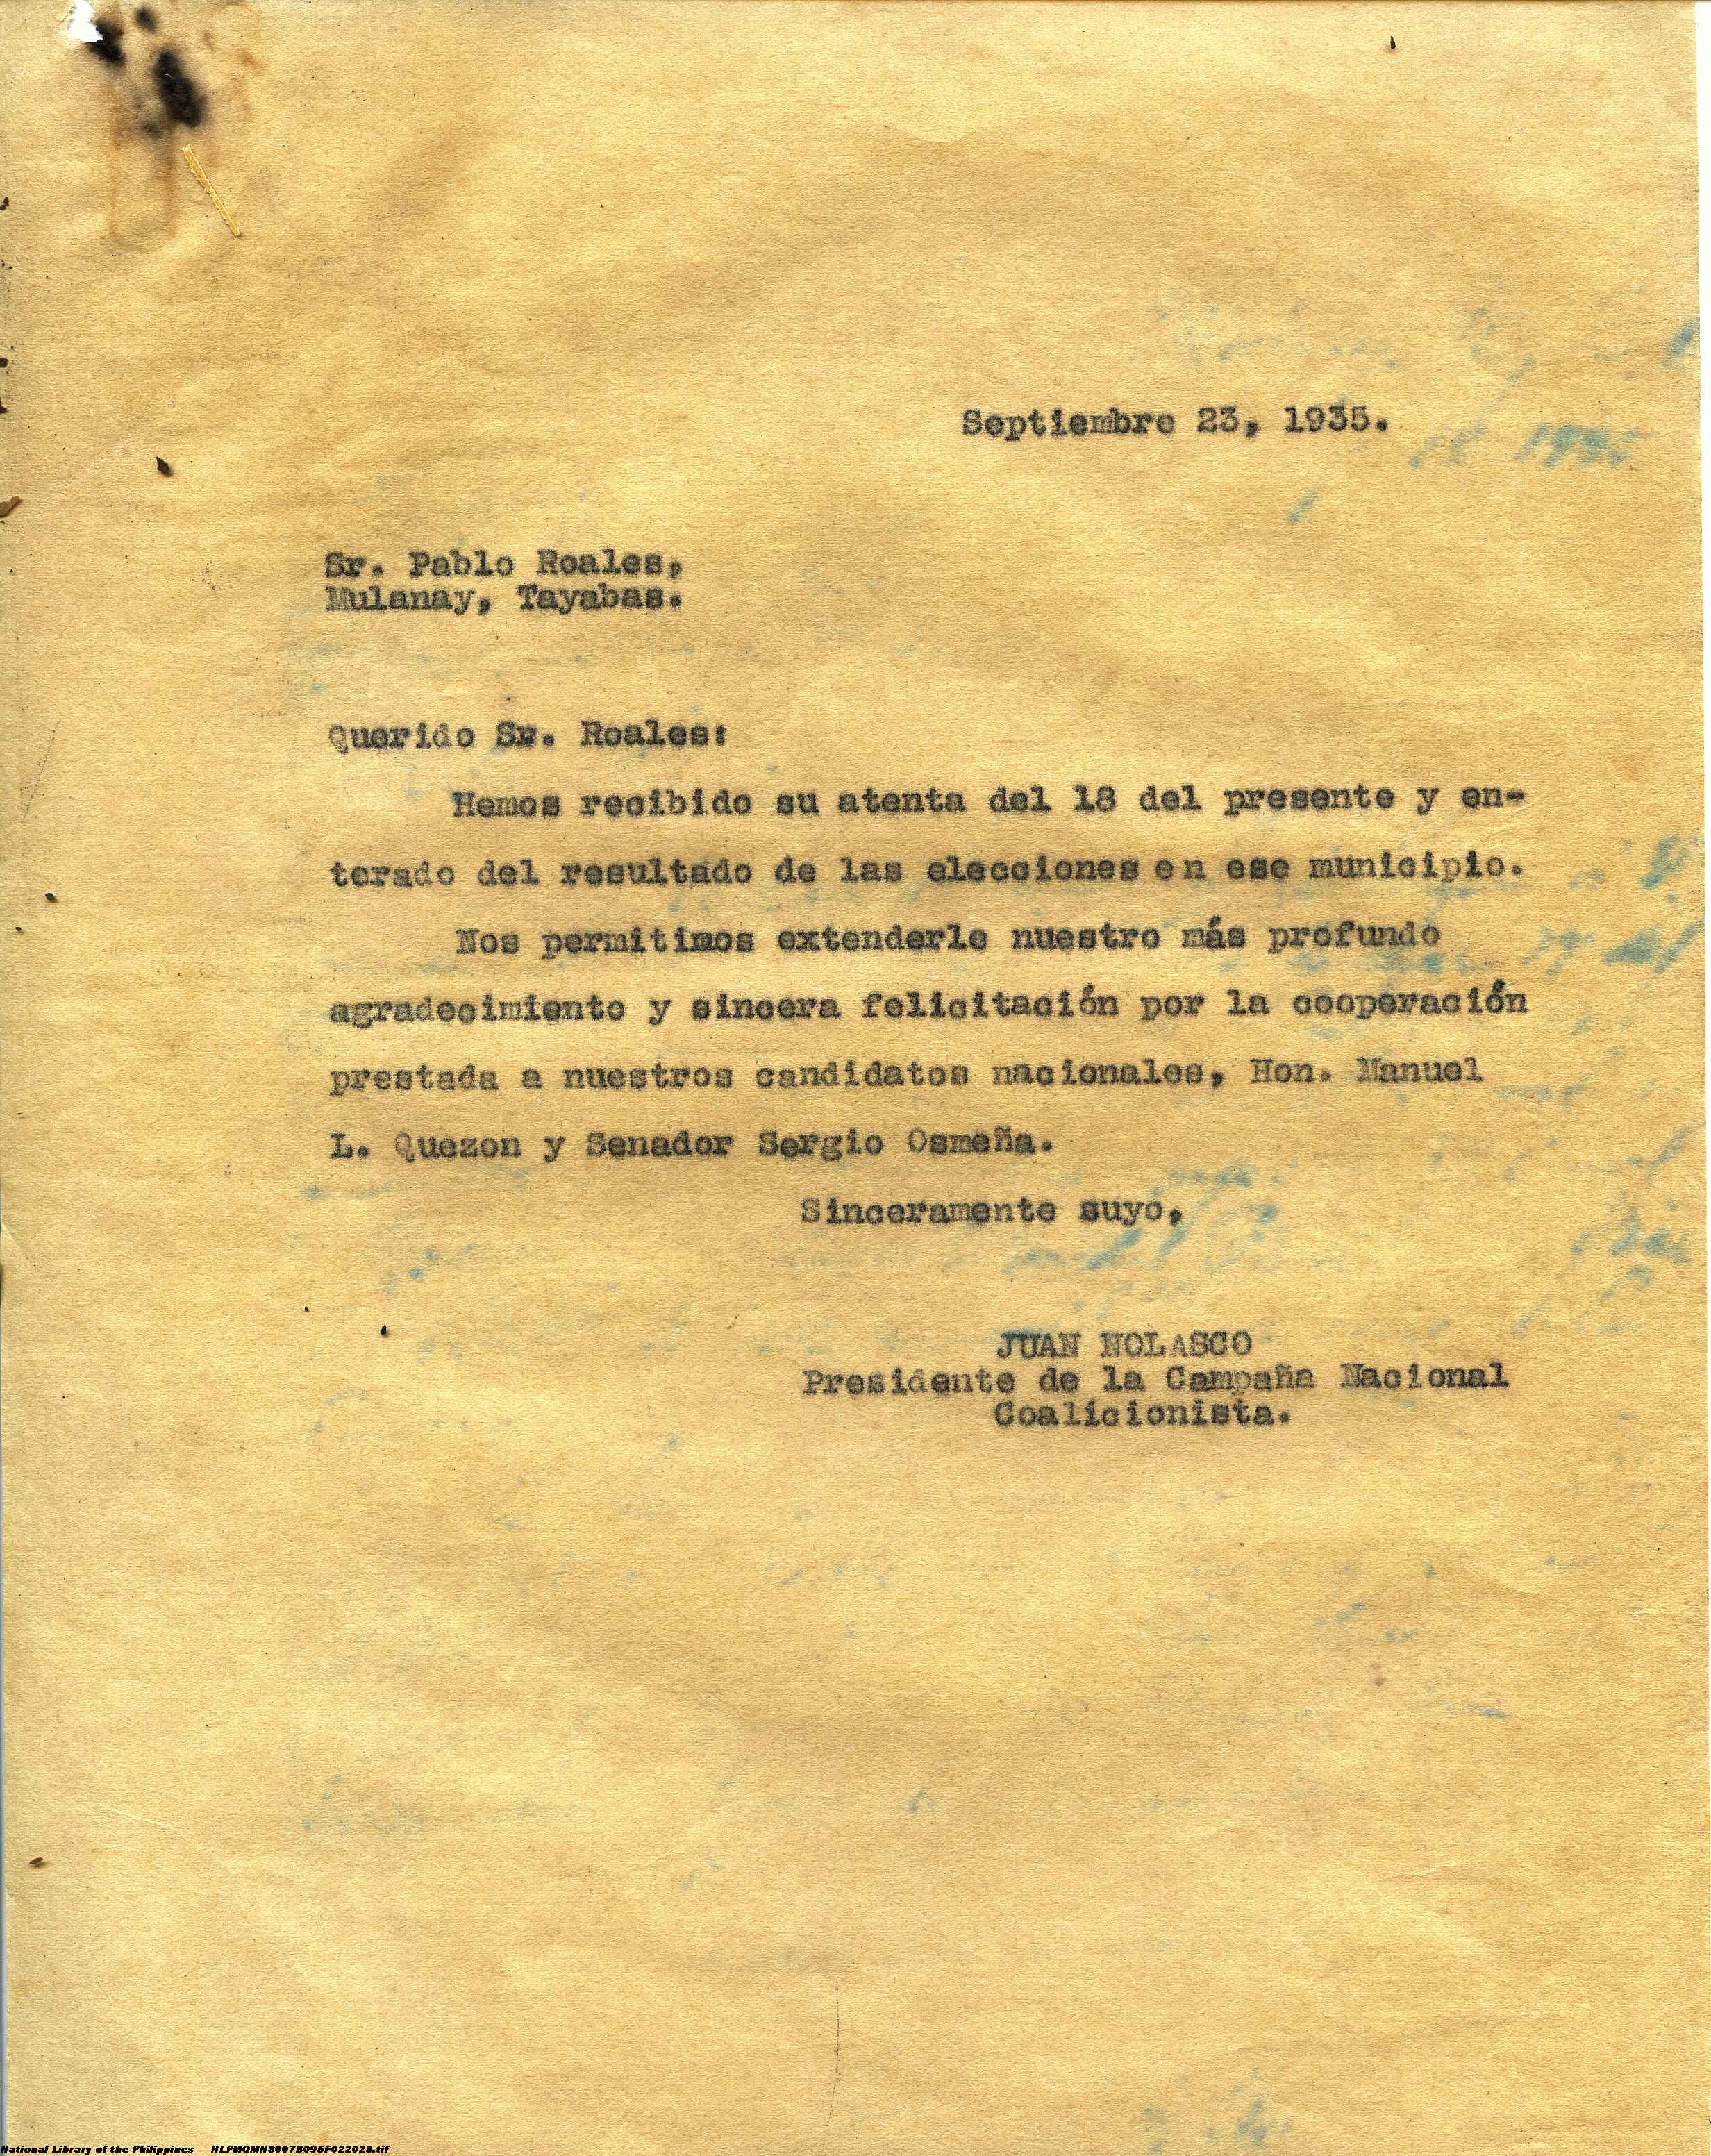 Septiembre 23, 1935.
Sr. Pablo Roales,
Mulanay, Tayabas.
Querido Sr. Roales:
Hemos recibido su atenta del 18 del presente y en-
terado del resultado de las elecciones en ese municipio.
Nos permitimos extenderle nuestro más profundo
agradecimiento y sincera felicitación por la cooperación
prestada a nuestros candidatos nacionales, Hon. Manuel
L. Quezon y Senador Sergio Osmeña.
Sinceramente suyo,
JUAN NOLASCO
Presidente de la Campaña Nacional
Coalicionista.
National Library of the Philippines NLPMQMNS007B095F022028.tif